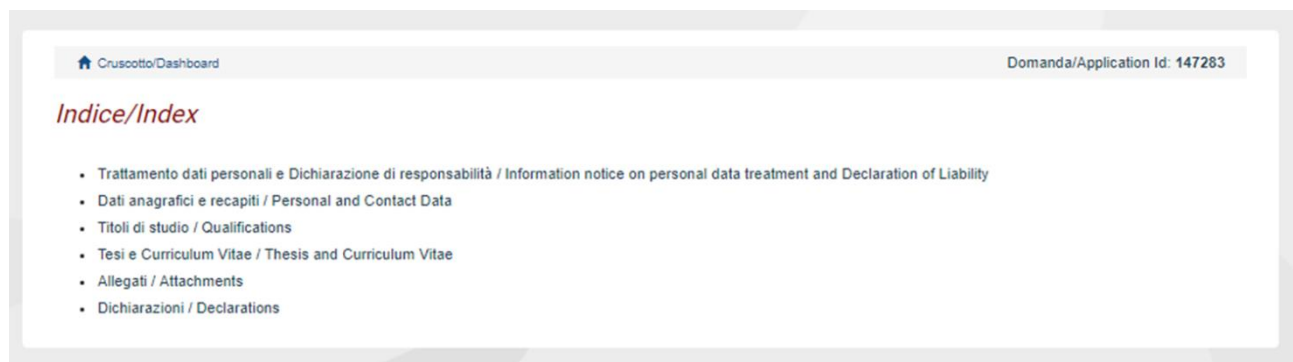 Cruscotto/Dashboard Domanda/Application Id: 147283
Indice/Index
• Trattamento dati personali e Dichiarazione di responsabilità / Information notice on personal data treatment and Declaration of Liability
• Dati anagrafici e recapiti / Personal and Contact Data
• Titoli di studio / Qualifications
• Tesi e Curriculum Vitae / Thesis and Curriculum Vitae
• Allegati / Attachments
• Dichiarazioni / Declarations